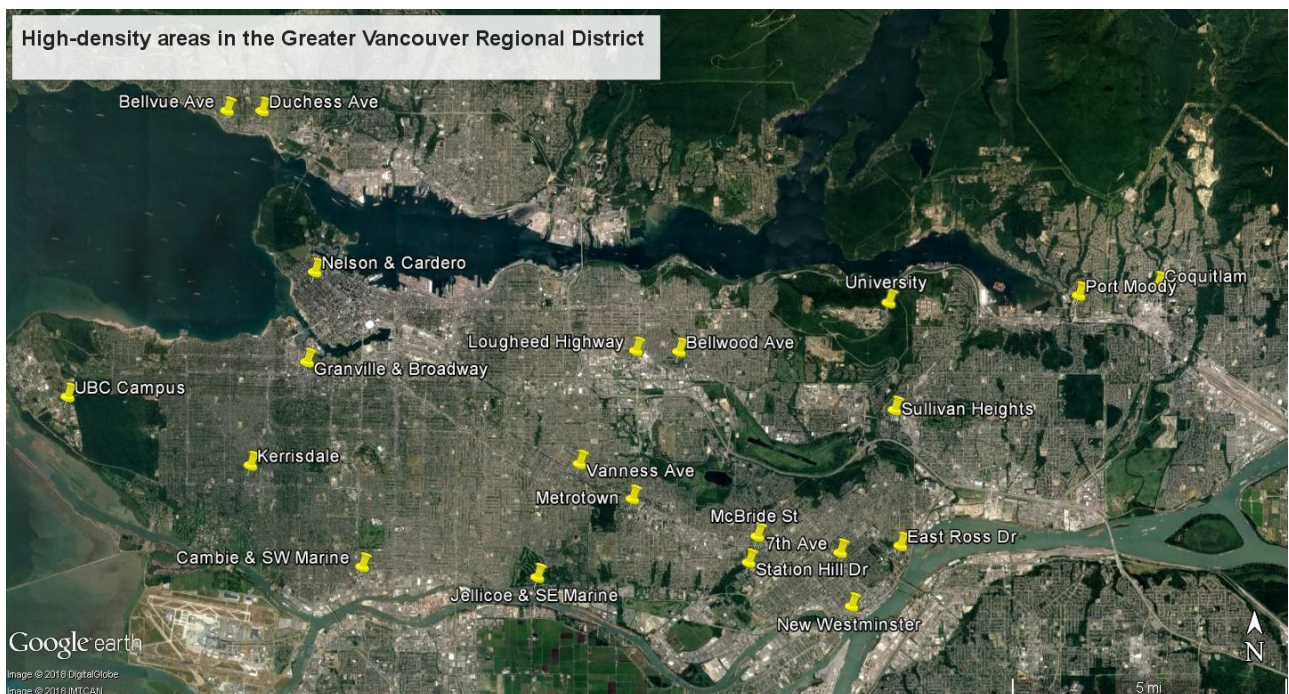 High-density areas in the Greater Vancouver Regional District
Bellvue Ave
Duchess Ave
Nelson & Cardero
University
Coquitlam
Port Moody
Lougheed Highway
Bellwood Ave
Granville & Broadway
UBC Campus
Sullivan Heights
Kerrisdale
Vanness Ave
Metrotown
McBride St
7th Ave
East Ross Dr
Cambie & SW Marine
Station Hill Dr
Jellicoe & SE Marine
New Westminster
Google earth
N
Image © 2018 DigitalGlobe
Image © 2018 IMTCAN
5 mi